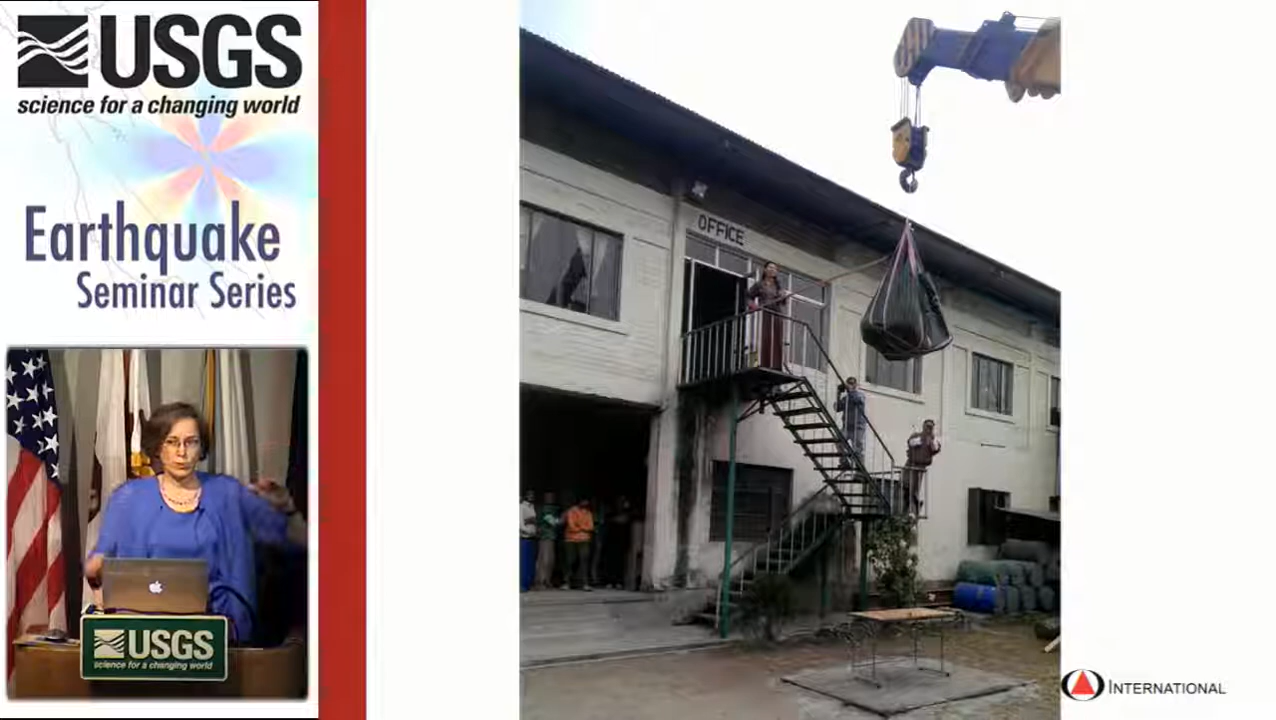 USGS
science for a changing world
Earthquake
Seminar Series
OFFICE
USGS
science for a changing world
INTERNATIONAL